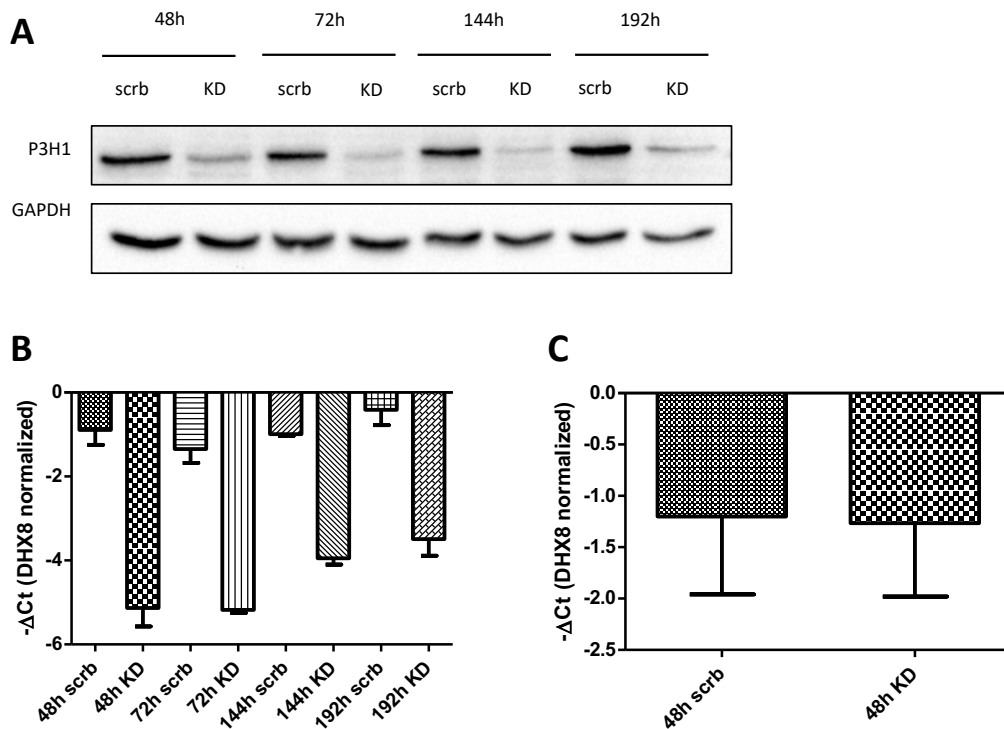 A
48h 72h 144h 192h
scrb KD scrb KD scrb KD scrb KD
P3H1
GAPDH
B
-ΔCt (DHX8 normalized)
0
-2
-4
-6
48h scrb
48h KD
72h scrb
72h KD
144h scrb
144h KD
192h scrb
192h KD
C
-ΔCt (DHX8 normalized)
0.0
-0.5
-1.0
-1.5
-2.0
-2.5
48h scrb
48h KD